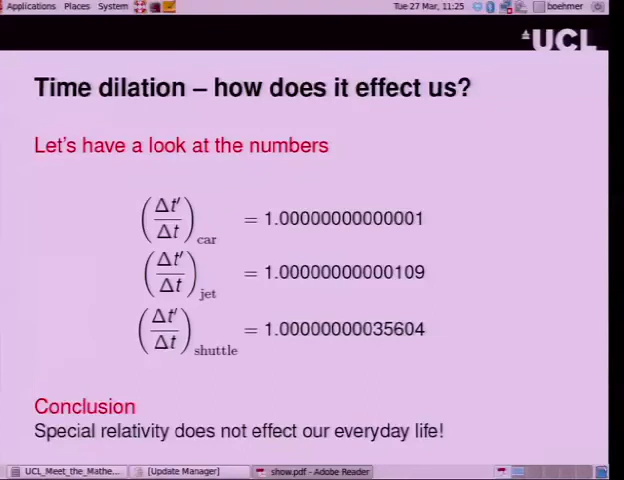 Applications Places System Tue 27 Mar, 11:25 boehmer
UCL
Time dilation – how does it effect us?
Let's have a look at the numbers
(Δt′/Δt)car = 1.00000000000001
(Δt′/Δt)jet = 1.00000000000109
(Δt′/Δt)shuttle = 1.00000000035604
Conclusion
Special relativity does not effect our everyday life!
UCL_Meet_the_Mathe... [Update Manager] show.pdf - Adobe Reader